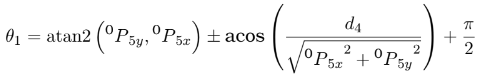 θ₁ = atan2(⁰P₅y, ⁰P₅x) ± acos(d₄ / √(⁰P₅x² + ⁰P₅y²)) + π/2